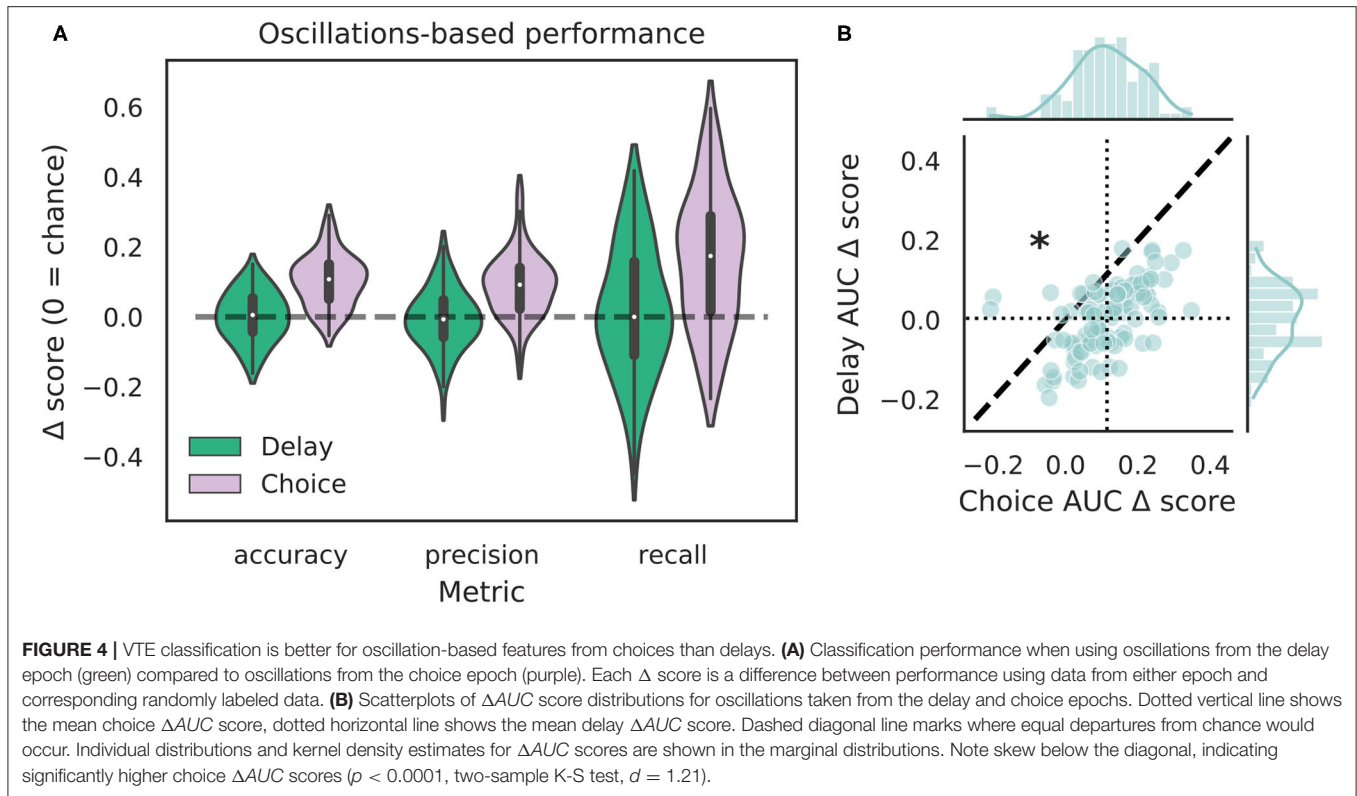 A
Oscillations-based performance
Δ score (0 = chance)
0.6
0.4
0.2
0.0
−0.2
−0.4
Delay
Choice
accuracy precision recall
Metric
B
Delay AUC Δ score
0.4
0.2
0.0
−0.2
*
−0.2 0.0 0.2 0.4
Choice AUC Δ score
FIGURE 4 | VTE classification is better for oscillation-based features from choices than delays. (A) Classification performance when using oscillations from the delay
epoch (green) compared to oscillations from the choice epoch (purple). Each Δ score is a difference between performance using data from either epoch and
corresponding randomly labeled data. (B) Scatterplots of ΔAUC score distributions for oscillations taken from the delay and choice epochs. Dotted vertical line shows
the mean choice ΔAUC score, dotted horizontal line shows the mean delay ΔAUC score. Dashed diagonal line marks where equal departures from chance would
occur. Individual distributions and kernel density estimates for ΔAUC scores are shown in the marginal distributions. Note skew below the diagonal, indicating
significantly higher choice ΔAUC scores (p < 0.0001, two-sample K-S test, d = 1.21).